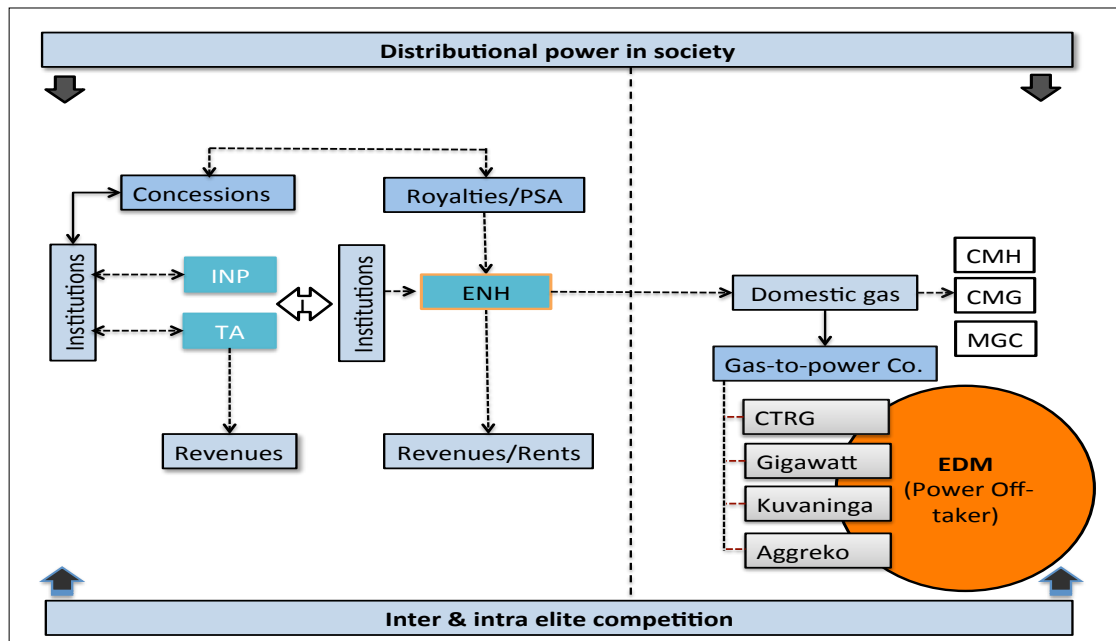 Distributional power in society
Concessions
Royalties/PSA
Institutions
INP
TA
Institutions
ENH
Revenues
Revenues/Rents
Domestic gas
CMH
CMG
MGC
Gas-to-power Co.
CTRG
Gigawatt
Kuvaninga
Aggreko
EDM
(Power Off-
taker)
Inter & intra elite competition